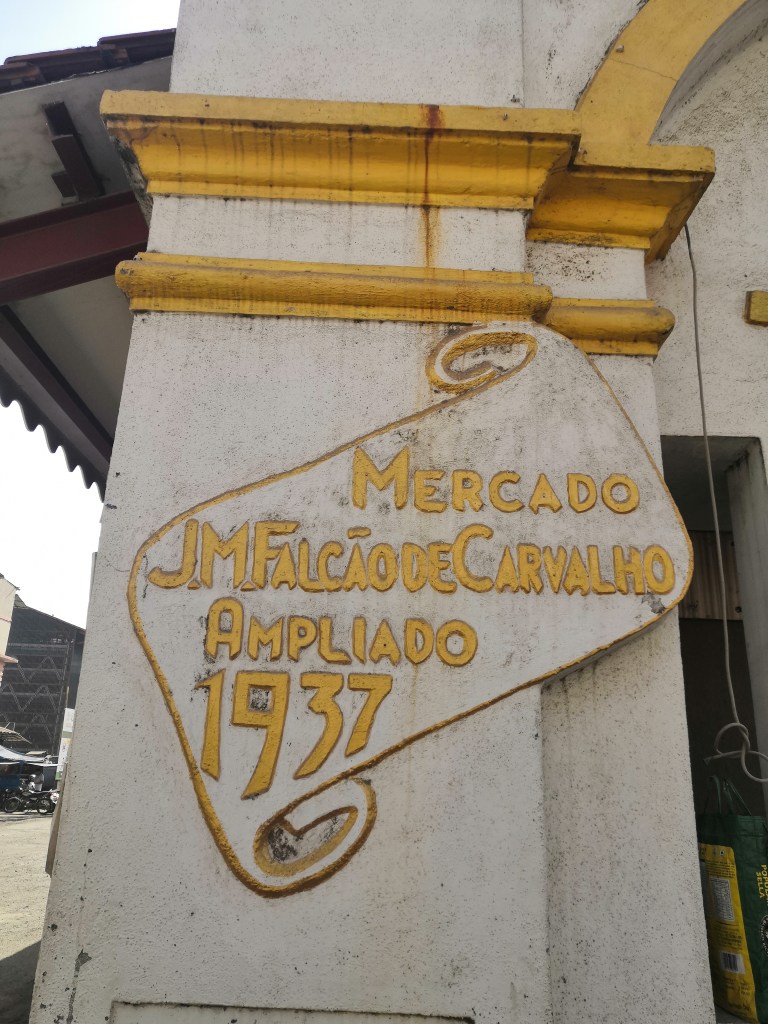 MERCADO
J.M.FALCÃO DE CARVALHO
AMPLIADO
1937